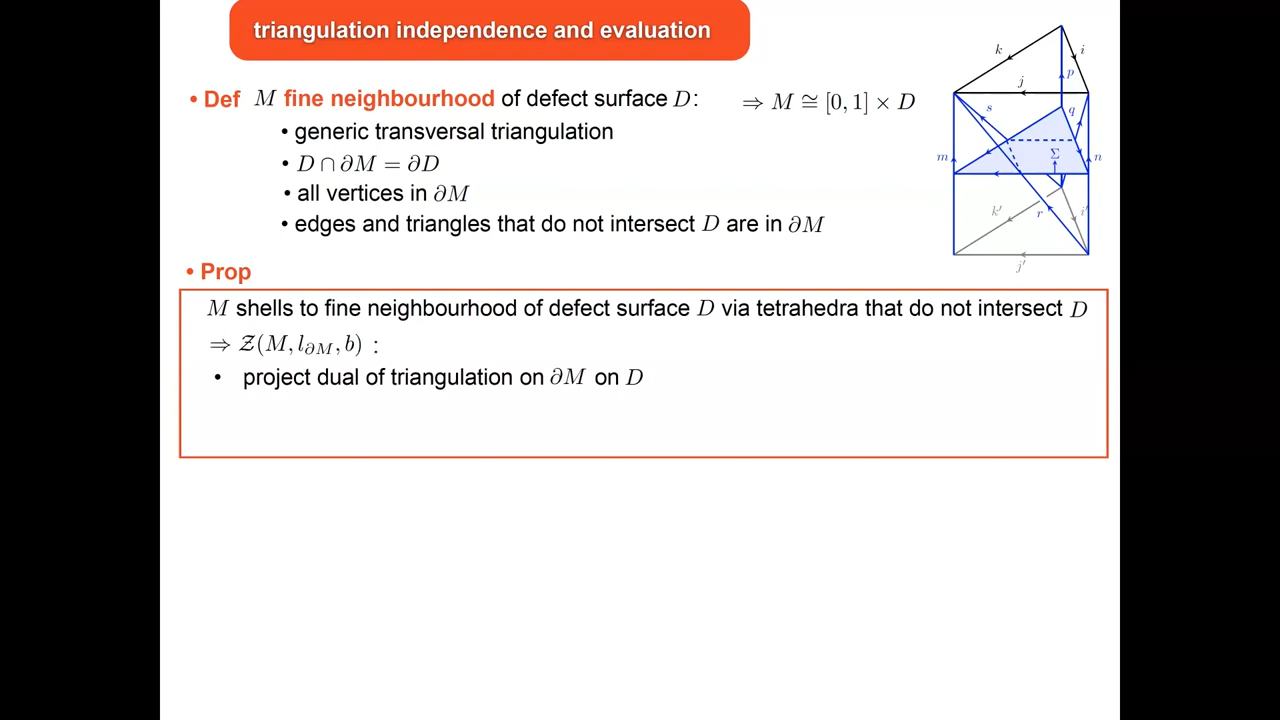 triangulation independence and evaluation
• Def M fine neighbourhood of defect surface D: ⇒ M ≅ [0, 1] × D
• generic transversal triangulation
• D ∩ ∂M = ∂D
• all vertices in ∂M
• edges and triangles that do not intersect D are in ∂M
k i
p
j
s q
m Σ n
k' r i'
j'
• Prop
M shells to fine neighbourhood of defect surface D via tetrahedra that do not intersect D
⇒ 𝒵(M, l_{∂M}, b) :
• project dual of triangulation on ∂M on D